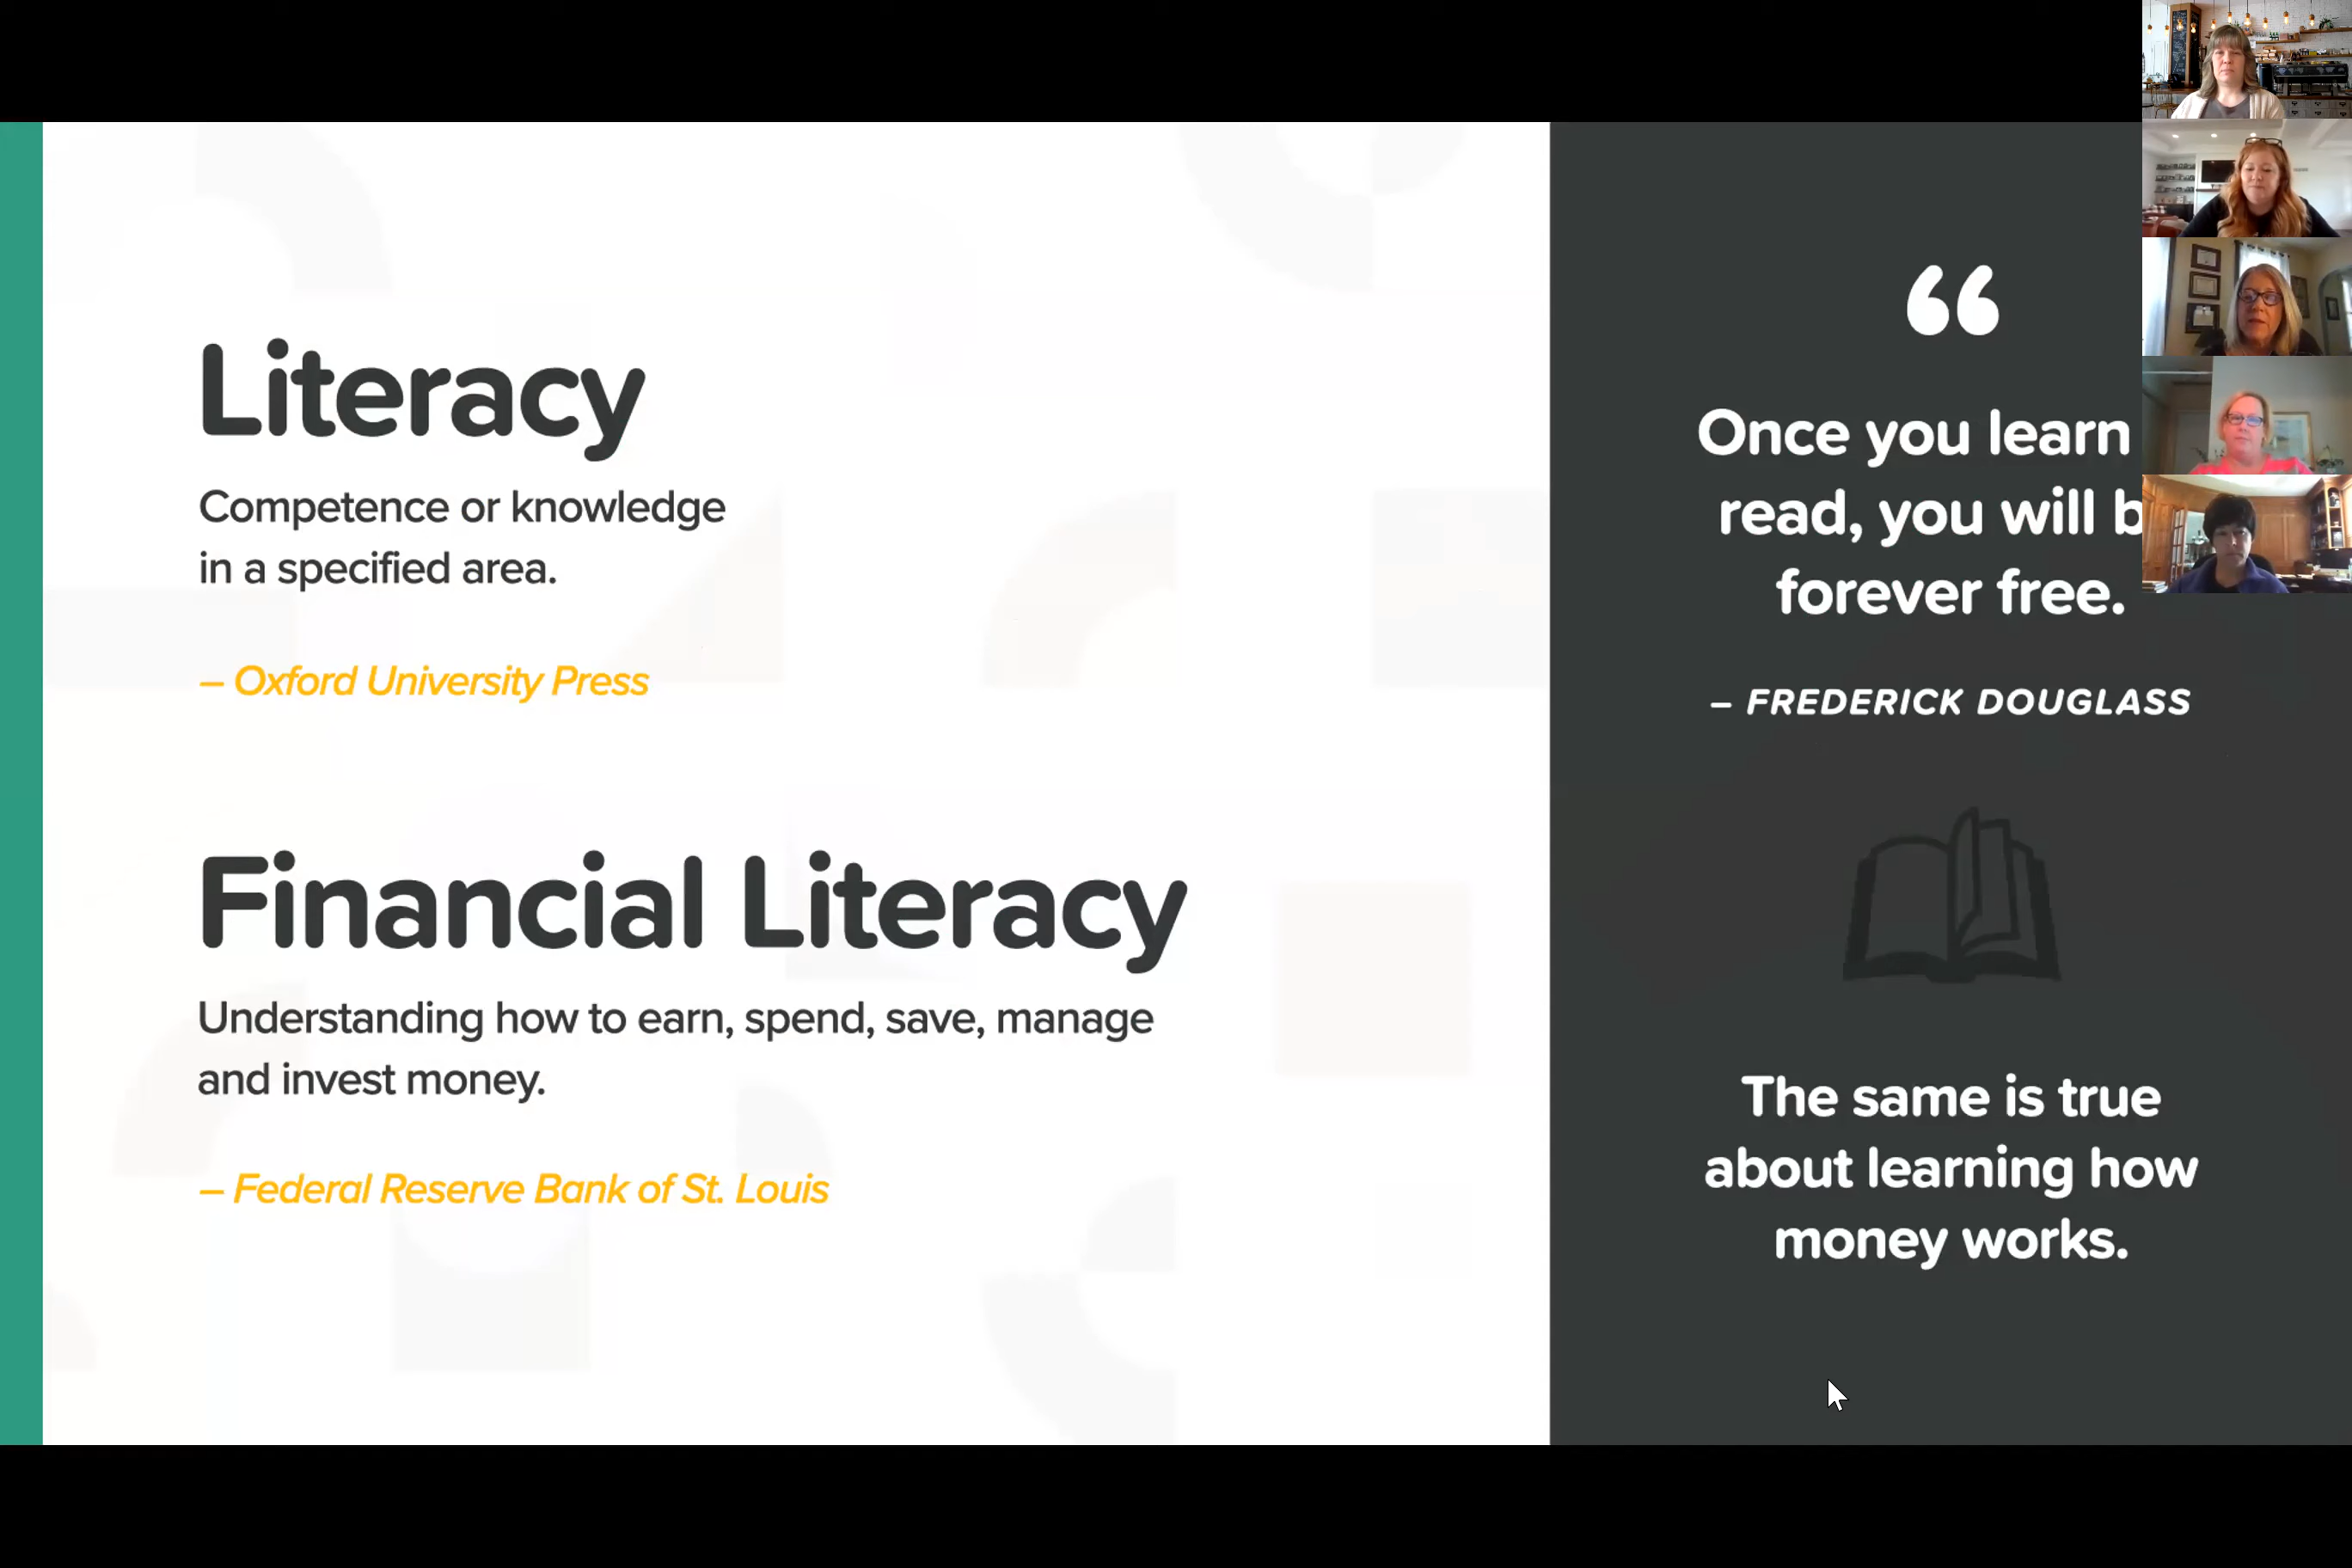 Literacy
Competence or knowledge
in a specified area.
– Oxford University Press
Financial Literacy
Understanding how to earn, spend, save, manage
and invest money.
– Federal Reserve Bank of St. Louis
“
Once you learn
read, you will b
forever free.
– FREDERICK DOUGLASS
The same is true
about learning how
money works.